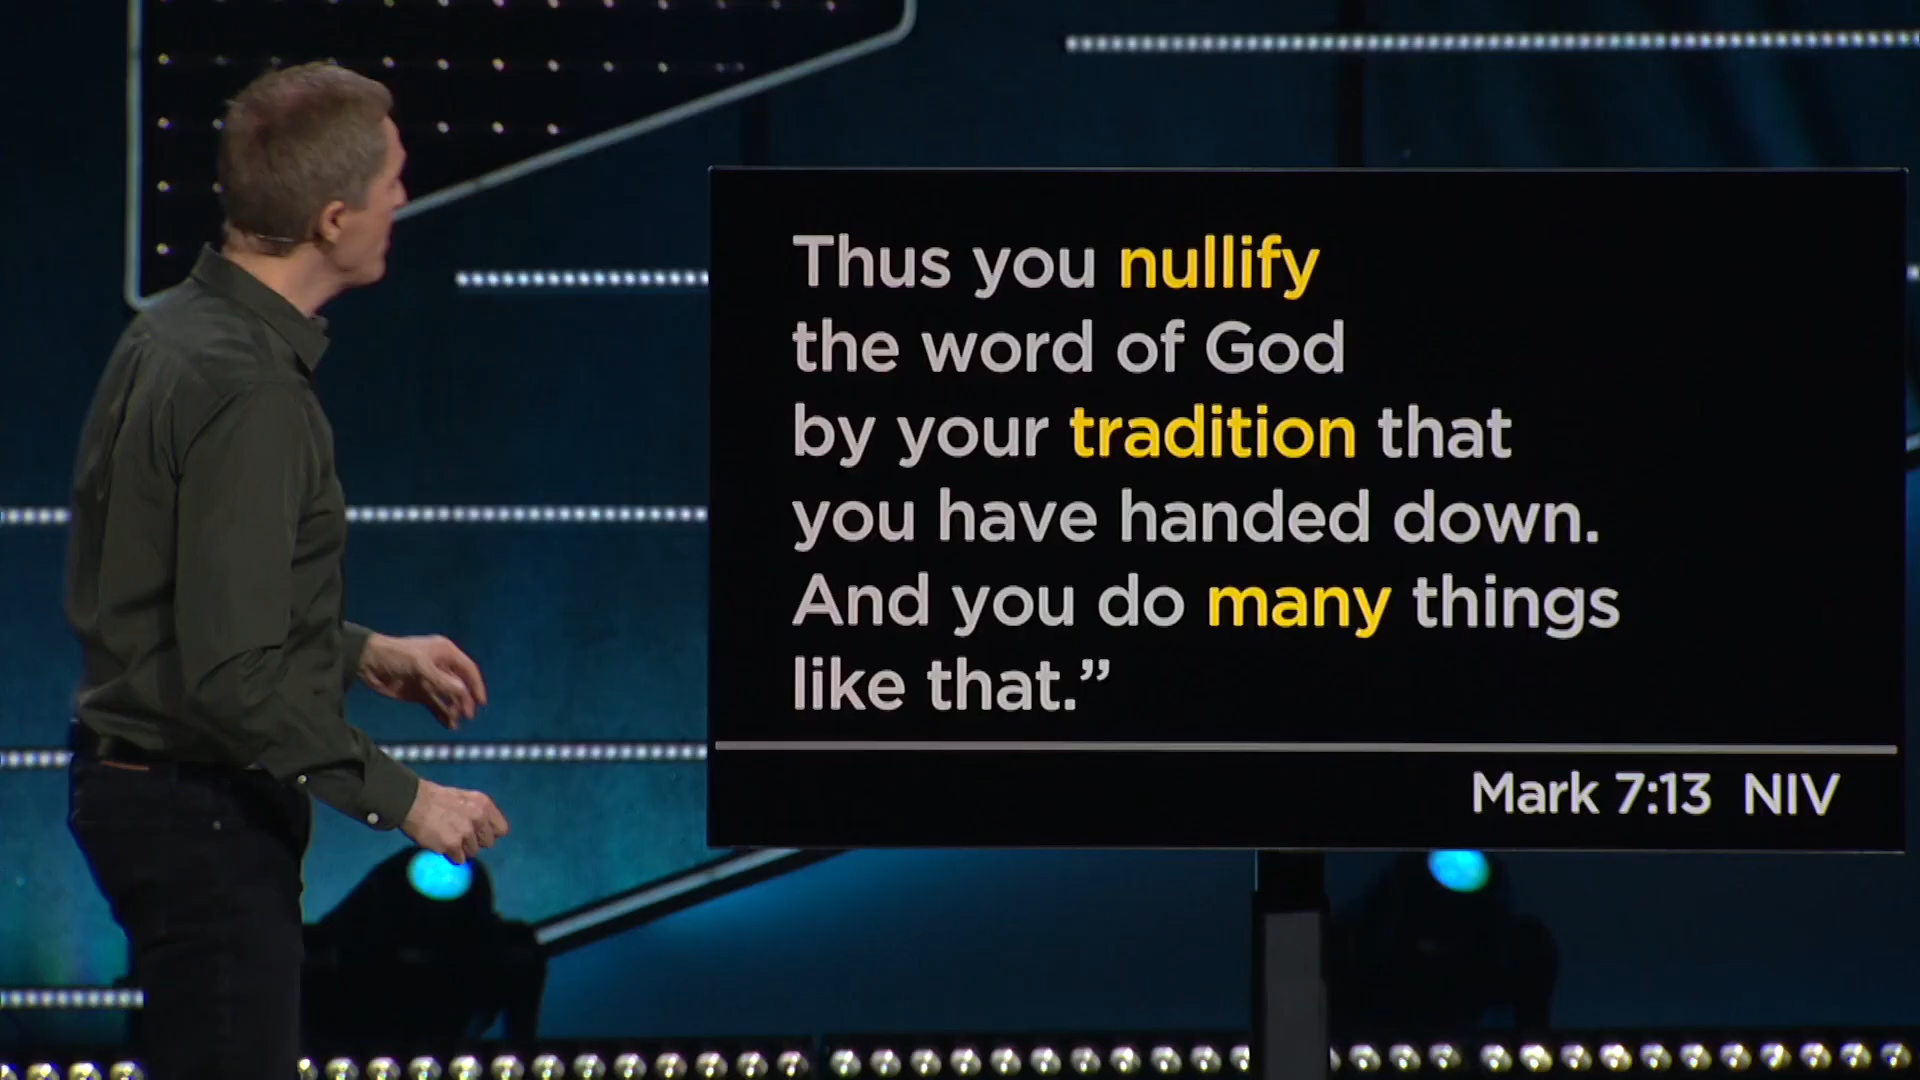 Thus you nullify
the word of God
by your tradition that
you have handed down.
And you do many things
like that.”
Mark 7:13 NIV